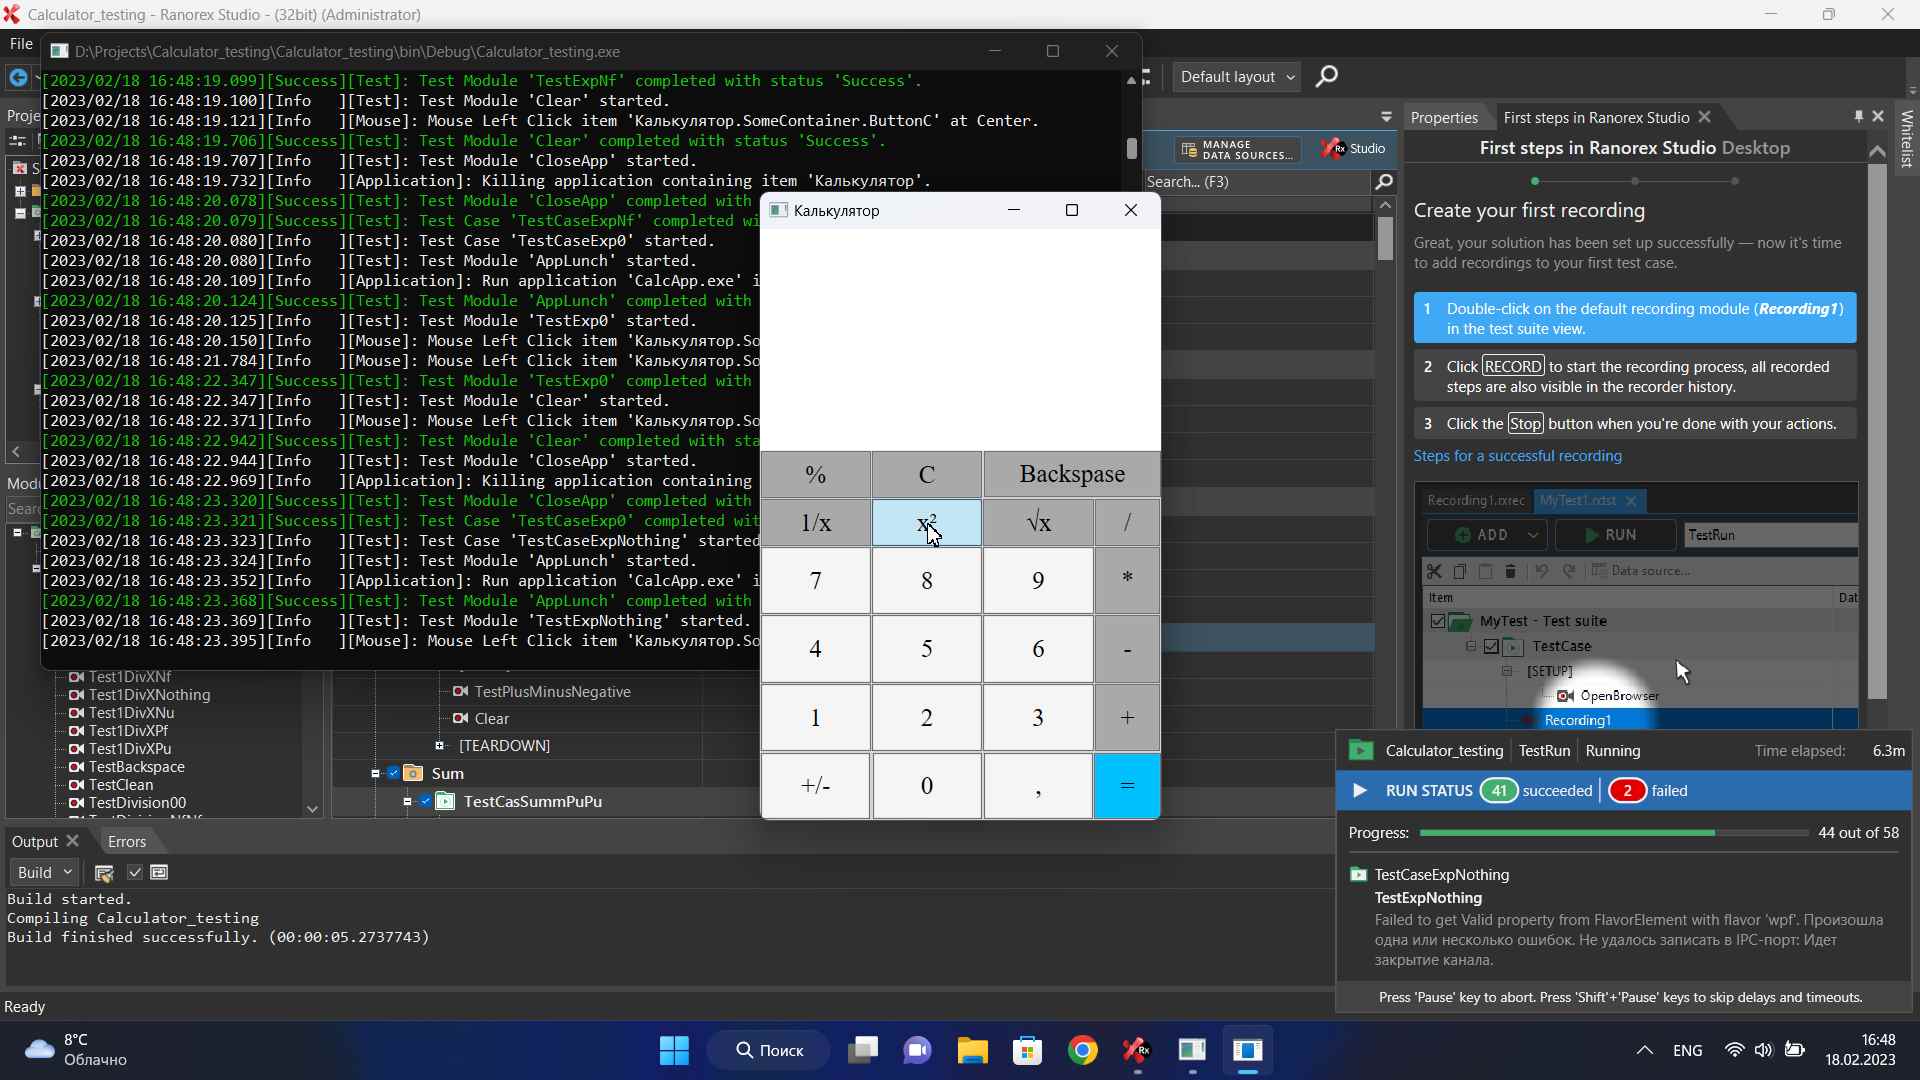 Calculator_testing - Ranorex Studio - (32bit) (Administrator)
File
D:\Projects\Calculator_testing\Calculator_testing\bin\Debug\Calculator_testing.exe
[2023/02/18 16:48:19.099][Success][Test]: Test Module 'TestExpNf' completed with status 'Success'.
[2023/02/18 16:48:19.100][Info   ][Test]: Test Module 'Clear' started.
[2023/02/18 16:48:19.121][Info   ][Mouse]: Mouse Left Click item 'Калькулятор.SomeContainer.ButtonC' at Center.
[2023/02/18 16:48:19.706][Success][Test]: Test Module 'Clear' completed with status 'Success'.
[2023/02/18 16:48:19.707][Info   ][Test]: Test Module 'CloseApp' started.
[2023/02/18 16:48:19.732][Info   ][Application]: Killing application containing item 'Калькулятор'.
[2023/02/18 16:48:20.078][Success][Test]: Test Module 'CloseApp' completed with
[2023/02/18 16:48:20.079][Success][Test]: Test Case 'TestCaseExpNf' completed wi
[2023/02/18 16:48:20.080][Info   ][Test]: Test Case 'TestCaseExp0' started.
[2023/02/18 16:48:20.080][Info   ][Test]: Test Module 'AppLunch' started.
[2023/02/18 16:48:20.109][Info   ][Application]: Run application 'CalcApp.exe' i
[2023/02/18 16:48:20.124][Success][Test]: Test Module 'AppLunch' completed with
[2023/02/18 16:48:20.125][Info   ][Test]: Test Module 'TestExp0' started.
[2023/02/18 16:48:20.150][Info   ][Mouse]: Mouse Left Click item 'Калькулятор.So
[2023/02/18 16:48:21.784][Info   ][Mouse]: Mouse Left Click item 'Калькулятор.So
[2023/02/18 16:48:22.347][Success][Test]: Test Module 'TestExp0' completed with
[2023/02/18 16:48:22.347][Info   ][Test]: Test Module 'Clear' started.
[2023/02/18 16:48:22.371][Info   ][Mouse]: Mouse Left Click item 'Калькулятор.So
[2023/02/18 16:48:22.942][Success][Test]: Test Module 'Clear' completed with sta
[2023/02/18 16:48:22.944][Info   ][Test]: Test Module 'CloseApp' started.
[2023/02/18 16:48:22.969][Info   ][Application]: Killing application containing
[2023/02/18 16:48:23.320][Success][Test]: Test Module 'CloseApp' completed with
[2023/02/18 16:48:23.321][Success][Test]: Test Case 'TestCaseExp0' completed wit
[2023/02/18 16:48:23.323][Info   ][Test]: Test Case 'TestCaseExpNothing' started
[2023/02/18 16:48:23.324][Info   ][Test]: Test Module 'AppLunch' started.
[2023/02/18 16:48:23.352][Info   ][Application]: Run application 'CalcApp.exe' i
[2023/02/18 16:48:23.368][Success][Test]: Test Module 'AppLunch' completed with
[2023/02/18 16:48:23.369][Info   ][Test]: Test Module 'TestExpNothing' started.
[2023/02/18 16:48:23.395][Info   ][Mouse]: Mouse Left Click item 'Калькулятор.So
Proje
S
Modu
Sear
Test1DivXNf
Test1DivXNothing
Test1DivXNu
Test1DivXPf
Test1DivXPu
TestBackspace
TestClean
TestDivision00
TestPlusMinusNegative
Clear
[TEARDOWN]
Sum
TestCasSummPuPu
Калькулятор
% C Backspase
1/x x² √x /
7 8 9 *
4 5 6 -
1 2 3 +
+/- 0 , =
Default layout
MANAGE
DATA SOURCES...
Rx Studio
Search... (F3)
Properties
First steps in Ranorex Studio
Whitelist
First steps in Ranorex Studio Desktop
Create your first recording
Great, your solution has been set up successfully — now it's time
to add recordings to your first test case.
1 Double-click on the default recording module (Recording1)
in the test suite view.
2 Click RECORD to start the recording process, all recorded
steps are also visible in the recorder history.
3 Click the Stop button when you're done with your actions.
Steps for a successful recording
Recording1.rxrec MyTest1.rxtst
ADD RUN TestRun
Data source...
Item Dat
MyTest - Test suite
TestCase
[SETUP]
OpenBrowser
Recording1
Calculator_testing TestRun Running Time elapsed: 6.3m
RUN STATUS 41 succeeded 2 failed
Progress: 44 out of 58
TestCaseExpNothing
TestExpNothing
Failed to get Valid property from FlavorElement with flavor 'wpf'. Произошла
одна или несколько ошибок. Не удалось записать в IPC-порт: Идет
закрытие канала.
Press 'Pause' key to abort. Press 'Shift'+'Pause' keys to skip delays and timeouts.
Output Errors
Build
Build started.
Compiling Calculator_testing
Build finished successfully. (00:00:05.2737743)
Ready
8°C
Облачно
Поиск
Rx
ENG
16:48
18.02.2023